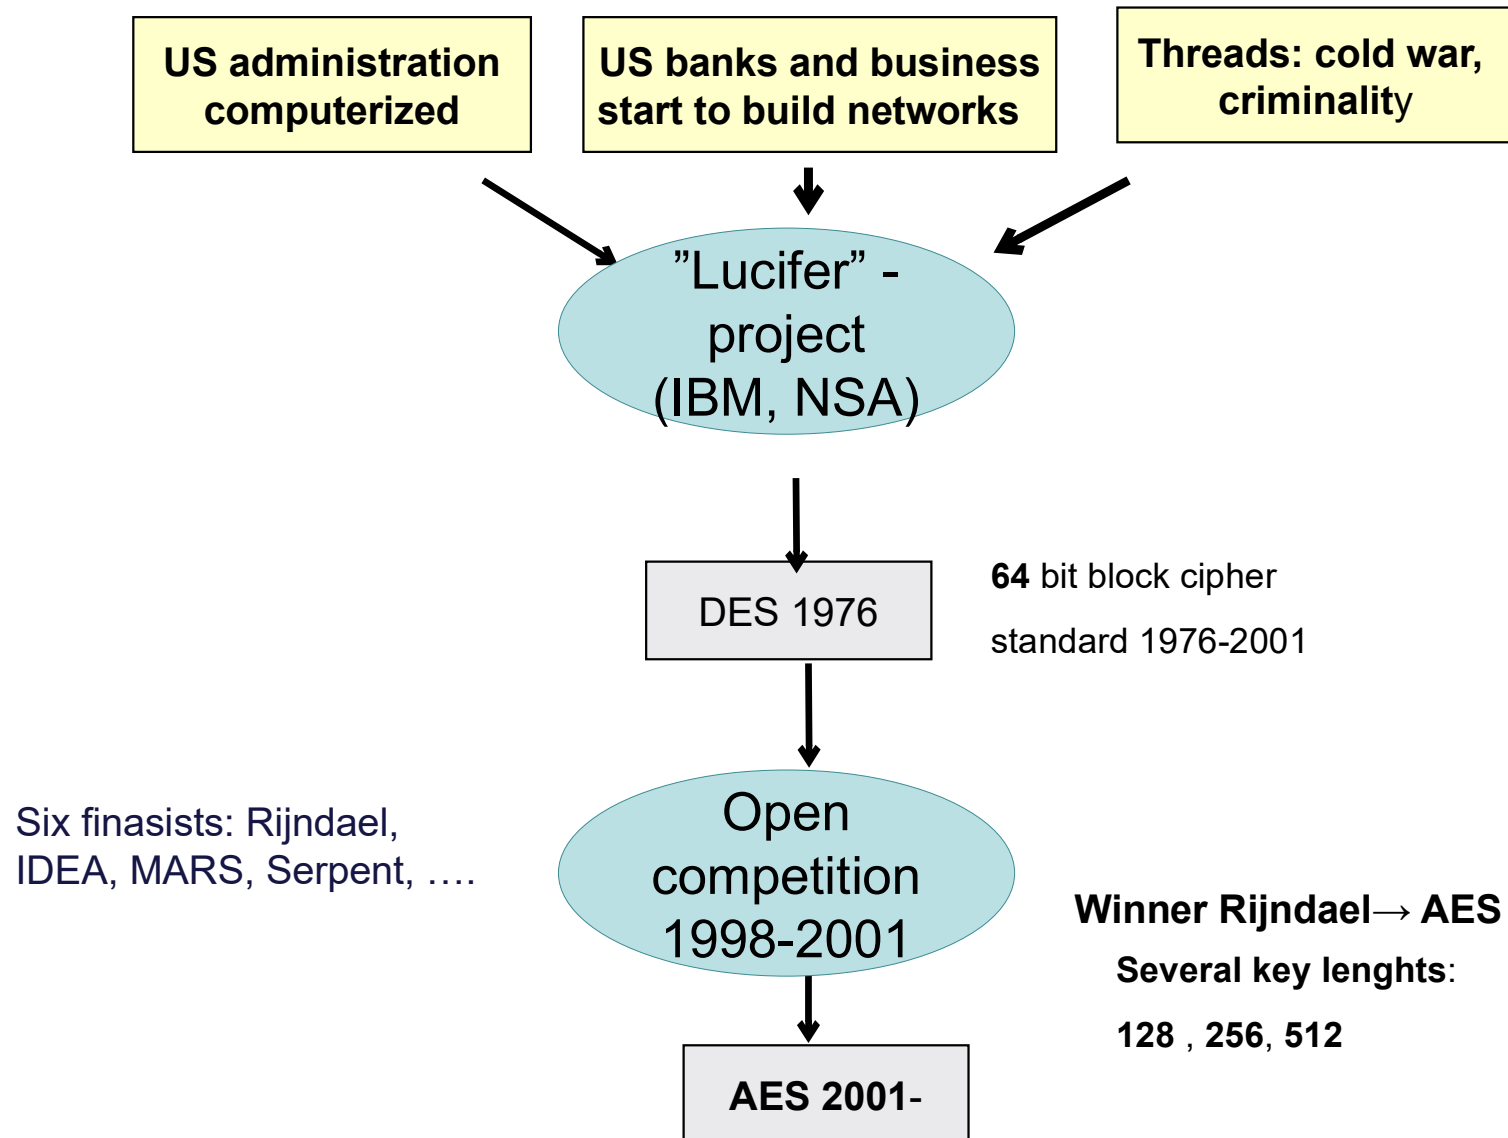 US administration
computerized
US banks and business
start to build networks
Threads: cold war,
criminality
”Lucifer” -
project
(IBM, NSA)
DES 1976
64 bit block cipher
standard 1976-2001
Six finasists: Rijndael,
IDEA, MARS, Serpent, ....
Open
competition
1998-2001
Winner Rijndael→ AES
Several key lenghts:
128 , 256, 512
AES 2001-